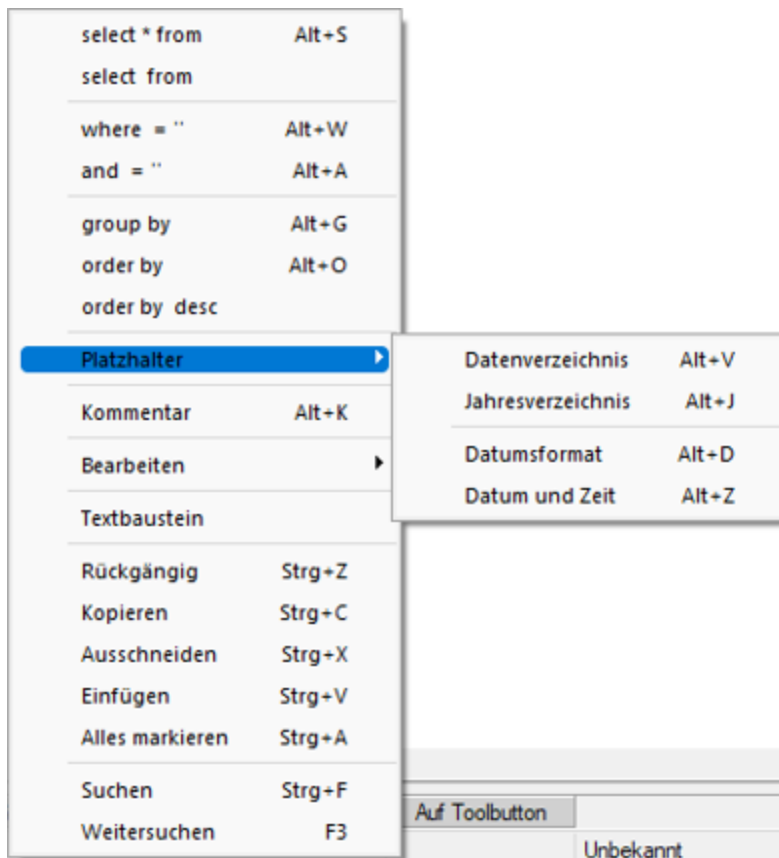 select * from Alt+S
select from
where = '' Alt+W
and = '' Alt+A
group by Alt+G
order by Alt+O
order by desc
Platzhalter
Datenverzeichnis Alt+V
Jahresverzeichnis Alt+J
Datumsformat Alt+D
Datum und Zeit Alt+Z
Kommentar Alt+K
Bearbeiten
Textbaustein
Rückgängig Strg+Z
Kopieren Strg+C
Ausschneiden Strg+X
Einfügen Strg+V
Alles markieren Strg+A
Suchen Strg+F
Weitersuchen F3
Auf Toolbutton
Unbekannt